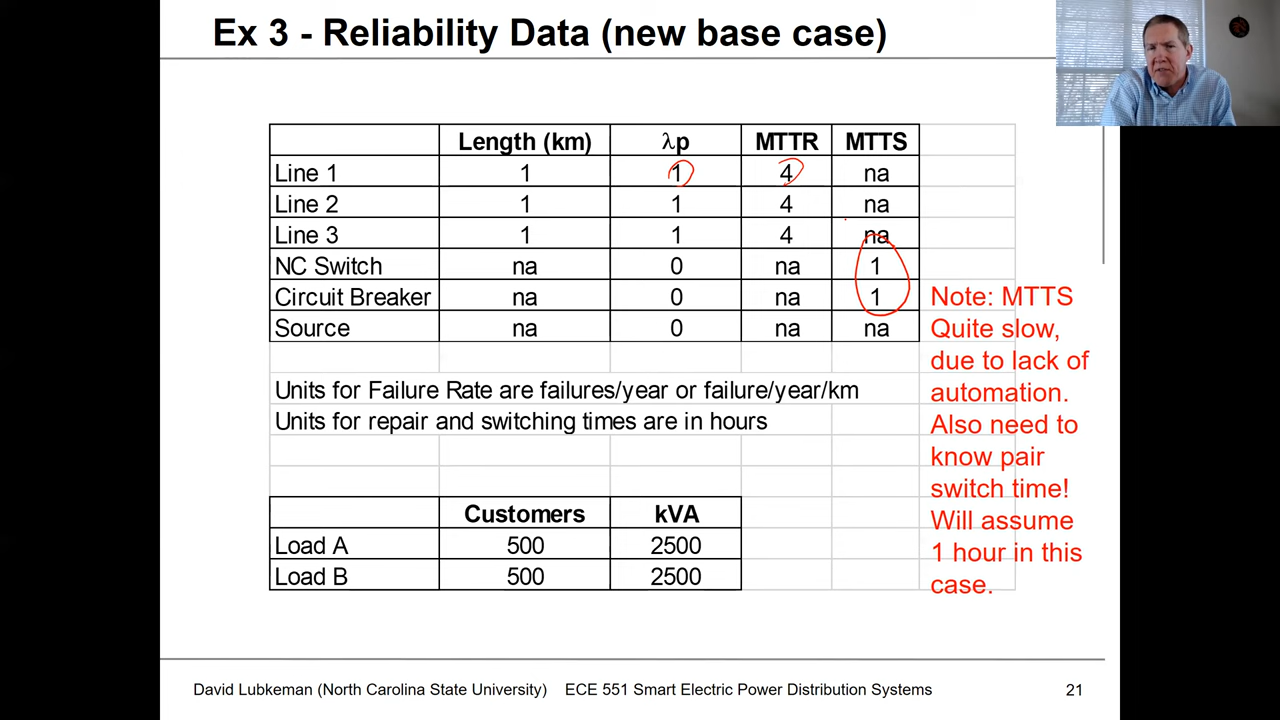 Ex 3 - Reliability Data (new base case)
Length (km) λp MTTR MTTS
Line 1 1 1 4 na
Line 2 1 1 4 na
Line 3 1 1 4 na
NC Switch na 0 na 1
Circuit Breaker na 0 na 1
Source na 0 na na
Units for Failure Rate are failures/year or failure/year/km
Units for repair and switching times are in hours
Customers kVA
Load A 500 2500
Load B 500 2500
Note: MTTS
Quite slow,
due to lack of
automation.
Also need to
know pair
switch time!
Will assume
1 hour in this
case.
David Lubkeman (North Carolina State University) ECE 551 Smart Electric Power Distribution Systems 21